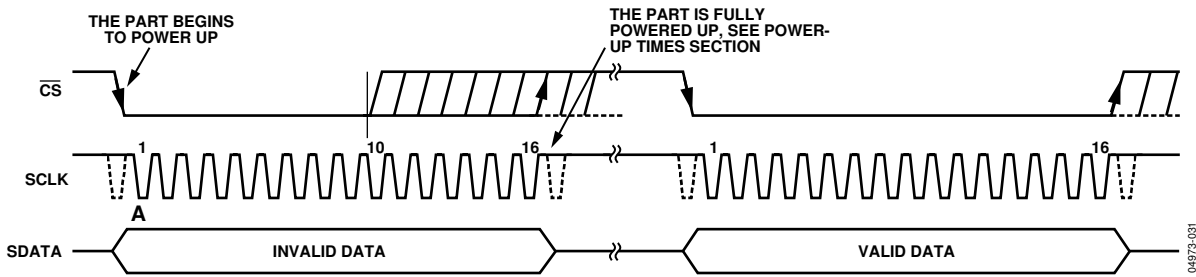 THE PART BEGINS
TO POWER UP
THE PART IS FULLY
POWERED UP, SEE POWER-
UP TIMES SECTION
CS
1
10
16
1
16
SCLK
A
SDATA
INVALID DATA
VALID DATA
04973-031